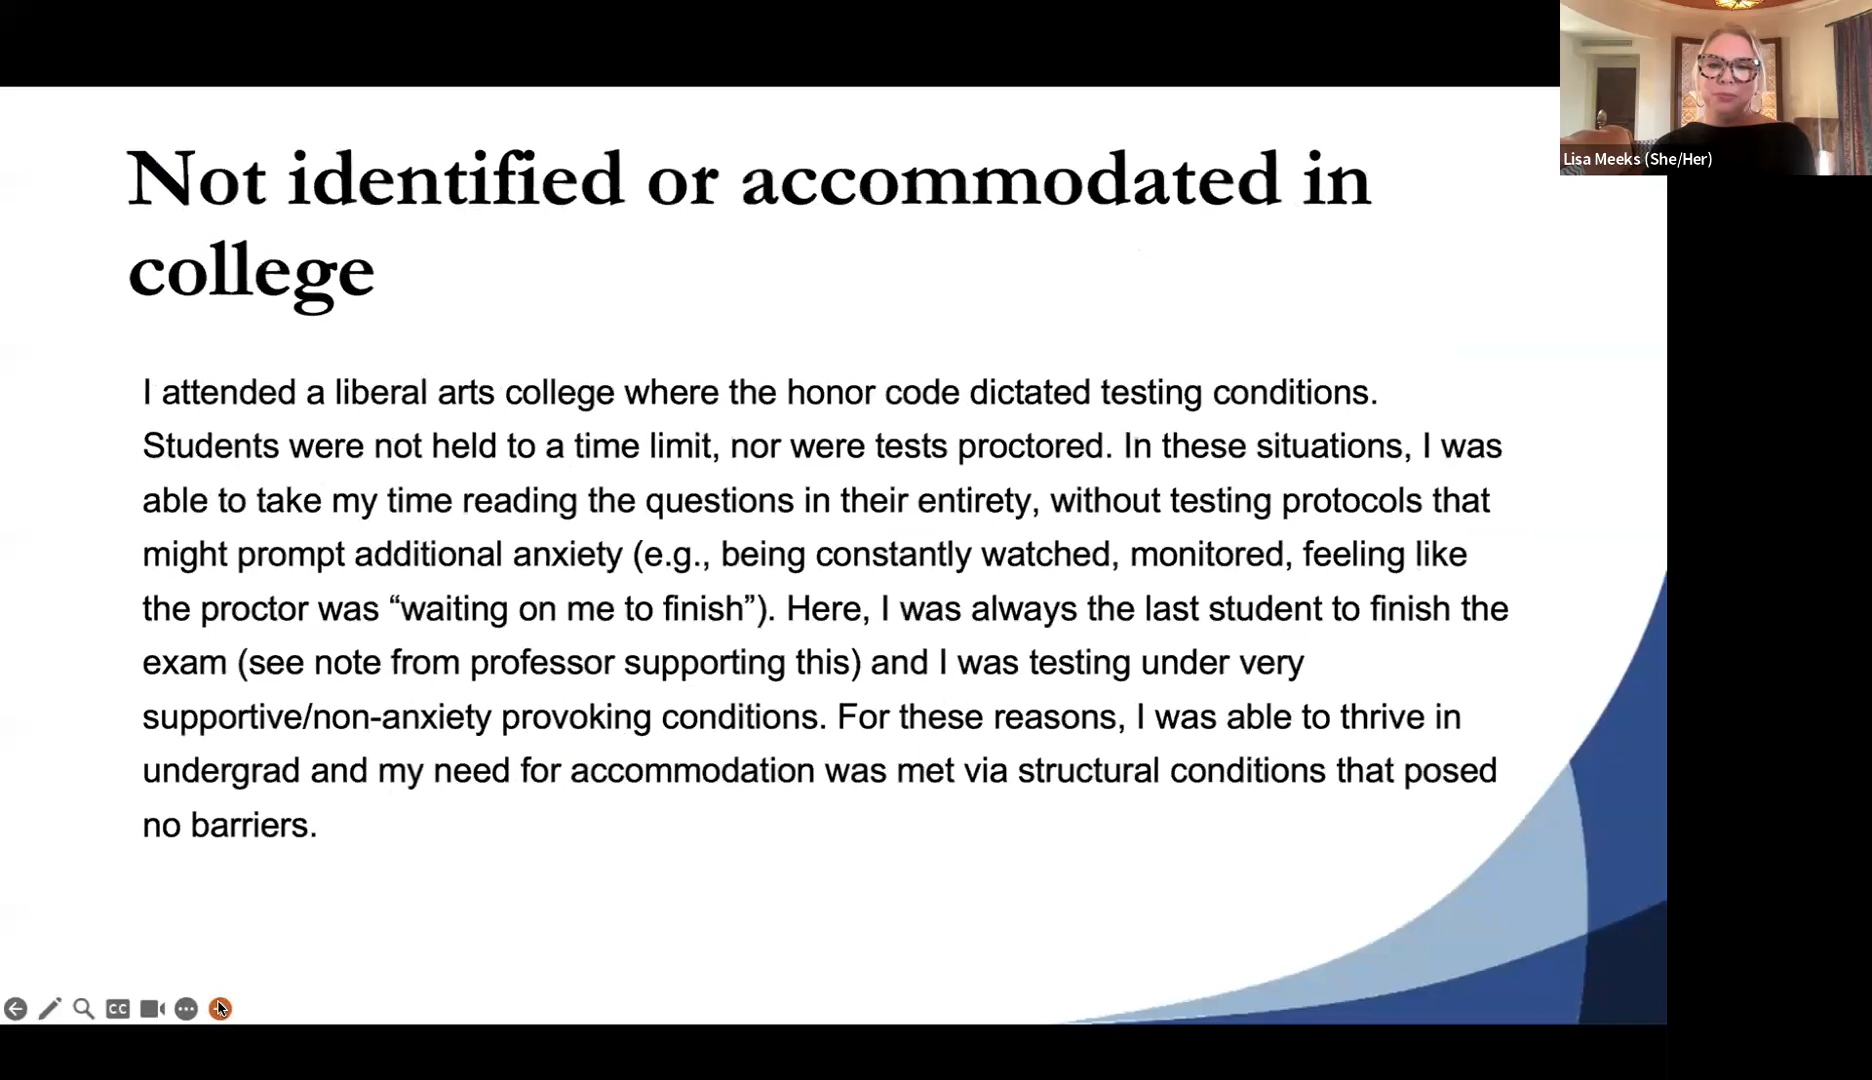 Lisa Meeks (She/Her)
Not identified or accommodated in
college
I attended a liberal arts college where the honor code dictated testing conditions.
Students were not held to a time limit, nor were tests proctored. In these situations, I was
able to take my time reading the questions in their entirety, without testing protocols that
might prompt additional anxiety (e.g., being constantly watched, monitored, feeling like
the proctor was “waiting on me to finish”). Here, I was always the last student to finish the
exam (see note from professor supporting this) and I was testing under very
supportive/non-anxiety provoking conditions. For these reasons, I was able to thrive in
undergrad and my need for accommodation was met via structural conditions that posed
no barriers.
CC